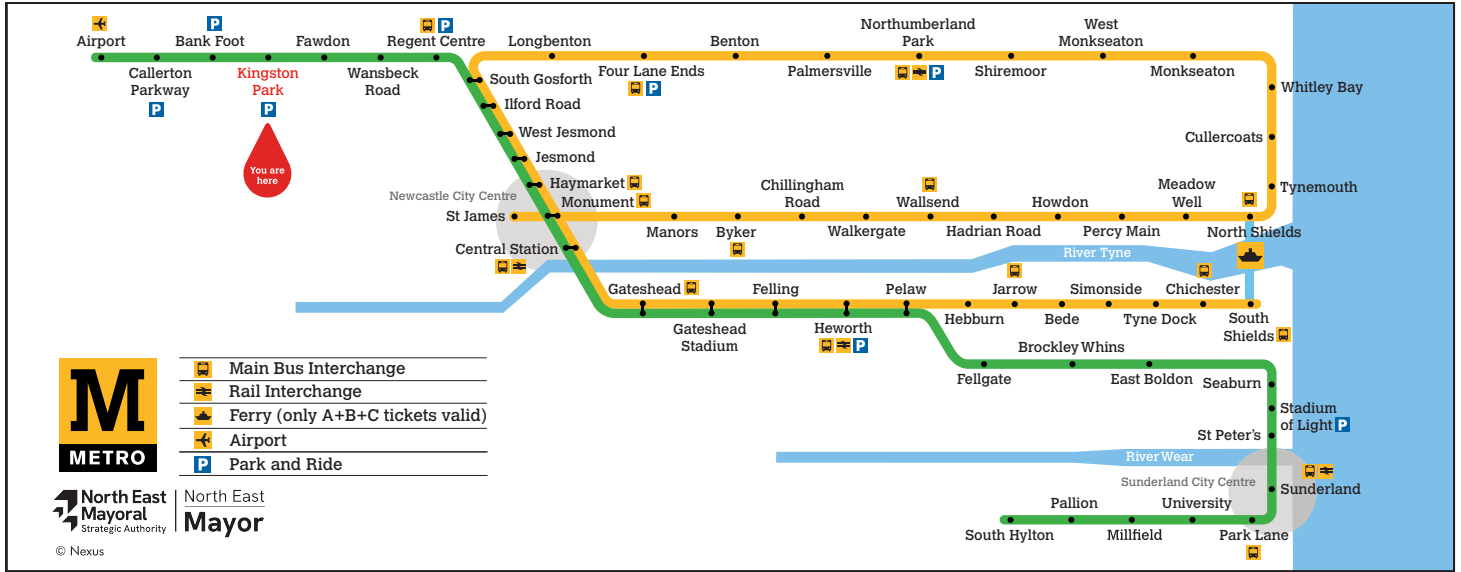 Airport
Callerton
Parkway
P
Bank Foot
P
Kingston
Park
P
You are
here
Fawdon
Wansbeck
Road
Regent Centre
P
South Gosforth
Longbenton
Four Lane Ends
P
Benton
Palmersville
Northumberland
Park
P
Shiremoor
West
Monkseaton
Monkseaton
Whitley Bay
Cullercoats
Tynemouth
Ilford Road
West Jesmond
Jesmond
Newcastle City Centre
Haymarket
Monument
St James
Central Station
Manors
Byker
Chillingham
Road
Walkergate
Wallsend
Hadrian Road
Howdon
Percy Main
Meadow
Well
North Shields
River Tyne
Gateshead
Gateshead
Stadium
Felling
Heworth
P
Pelaw
Hebburn
Jarrow
Bede
Simonside
Tyne Dock
Chichester
South
Shields
Fellgate
Brockley Whins
East Boldon
Seaburn
Stadium
of Light P
St Peter's
River Wear
Sunderland City Centre
Sunderland
Park Lane
University
Millfield
Pallion
South Hylton
M
METRO
Main Bus Interchange
Rail Interchange
Ferry (only A+B+C tickets valid)
Airport
P Park and Ride
North East
Mayoral
Strategic Authority
North East
Mayor
© Nexus